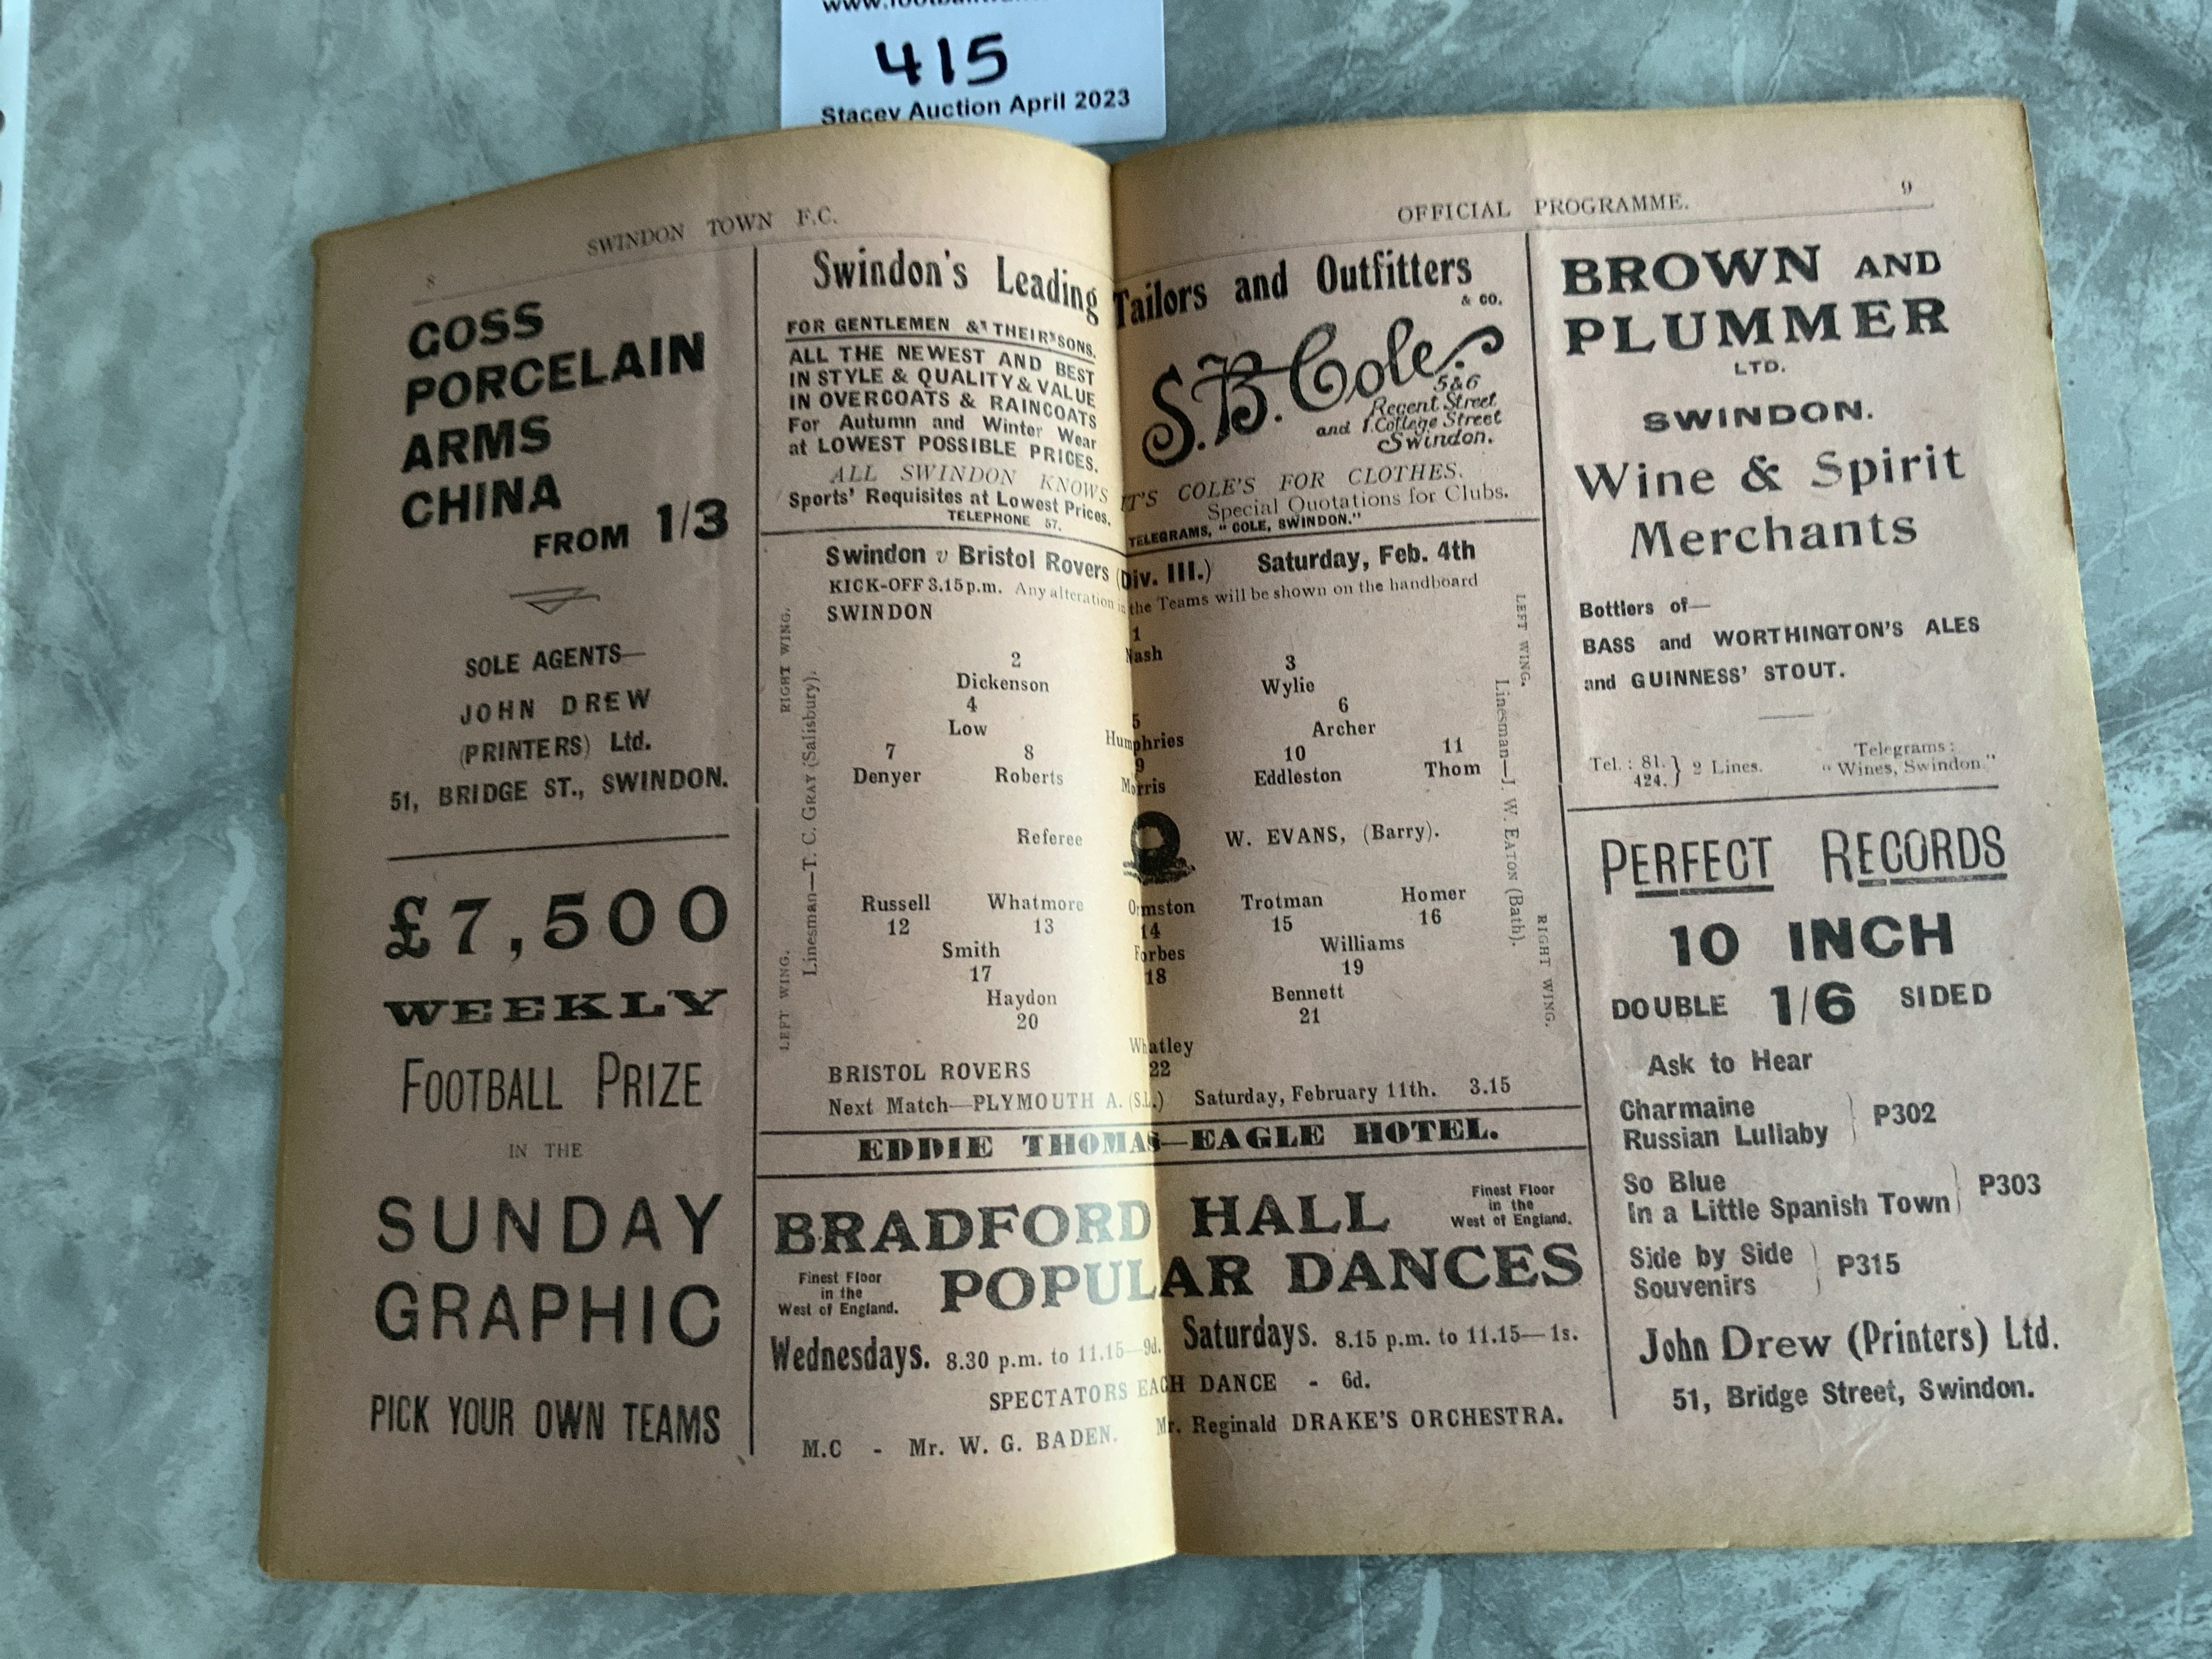 415
Stacey Auction April 2023
8
SWINDON TOWN F.C.
GOSS
PORCELAIN
ARMS
CHINA
FROM 1/3
SOLE AGENTS—
JOHN DREW
(PRINTERS) Ltd.
51, BRIDGE ST., SWINDON.
£7,500
WEEKLY
FOOTBALL PRIZE
IN THE
SUNDAY
GRAPHIC
PICK YOUR OWN TEAMS
OFFICIAL PROGRAMME.
9
Swindon's Leading Tailors and Outfitters
FOR GENTLEMEN & THEIR SONS.
ALL THE NEWEST AND BEST
IN STYLE & QUALITY & VALUE
IN OVERCOATS & RAINCOATS
For Autumn and Winter Wear
at LOWEST POSSIBLE PRICES.
& CO.
S.B. Cole
5&6
Regent Street
and 1. College Street
Swindon.
ALL SWINDON KNOWS IT'S COLE'S FOR CLOTHES.
Sports' Requisites at Lowest Prices. Special Quotations for Clubs.
TELEPHONE 57. TELEGRAMS, "COLE, SWINDON."
Swindon v Bristol Rovers (Div. III.) Saturday, Feb. 4th
KICK-OFF 3.15 p.m. Any alteration in the Teams will be shown on the handboard
SWINDON
1
Nash
2 3
Dickenson Wylie
4 5 6
Low Humphries Archer
7 8 9 10 11
Denyer Roberts Morris Eddleston Thom
RIGHT WING.
LEFT WING.
Linesman—T. C. GRAY (Salisbury).
LEFT WING.
Linesman—J. W. EATON (Bath).
RIGHT WING.
Referee W. EVANS, (Barry).
Russell Whatmore Ormston Trotman Homer
12 13 14 15 16
Smith Forbes Williams
17 18 19
Haydon Bennett
20 21
Whatley
22
BRISTOL ROVERS
Next Match—PLYMOUTH A. (S.L.) Saturday, February 11th. 3.15
EDDIE THOMAS—EAGLE HOTEL.
BRADFORD HALL
Finest Floor
in the
West of England.
POPULAR DANCES
Finest Floor
in the
West of England.
Wednesdays. 8.30 p.m. to 11.15—9d. Saturdays. 8.15 p.m. to 11.15—1s.
SPECTATORS EACH DANCE - 6d.
M.C - Mr. W. G. BADEN. Mr. Reginald DRAKE'S ORCHESTRA.
BROWN AND
PLUMMER
LTD.
SWINDON.
Wine & Spirit
Merchants
Bottlers of—
BASS and WORTHINGTON'S ALES
and GUINNESS' STOUT.
Tel.: 81. 424. } 2 Lines.
Telegrams:
"Wines, Swindon."
PERFECT RECORDS
10 INCH
DOUBLE 1/6 SIDED
Ask to Hear
Charmaine
Russian Lullaby } P302
So Blue
In a Little Spanish Town } P303
Side by Side
Souvenirs } P315
John Drew (Printers) Ltd.
51, Bridge Street, Swindon.